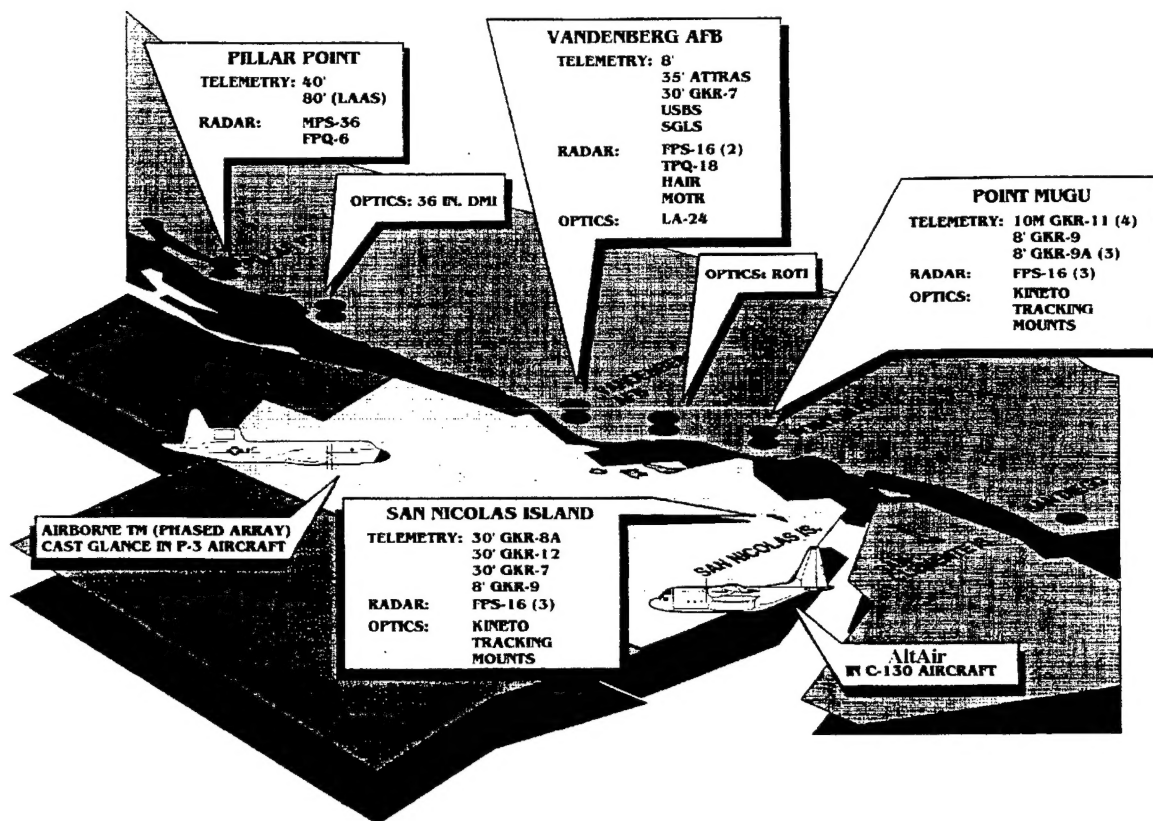 PILLAR POINT
TELEMETRY: 40'
80' (LAAS)
RADAR: MPS-36
FPQ-6
OPTICS: 36 IN. DMI
VANDENBERG AFB
TELEMETRY: 8'
35' ATTRAS
30' GKR-7
USBS
SGLS
RADAR: FPS-16 (2)
TPQ-18
HAIR
MOTR
OPTICS: LA-24
OPTICS: ROTI
POINT MUGU
TELEMETRY: 10M GKR-11 (4)
8' GKR-9
8' GKR-9A (3)
RADAR: FPS-16 (3)
OPTICS: KINETO
TRACKING
MOUNTS
AIRBORNE TM (PHASED ARRAY)
CAST GLANCE IN P-3 AIRCRAFT
SAN NICOLAS ISLAND
TELEMETRY: 30' GKR-8A
30' GKR-12
30' GKR-7
8' GKR-9
RADAR: FPS-16 (3)
OPTICS: KINETO
TRACKING
MOUNTS
SAN NICOLAS IS.
AltAir
IN C-130 AIRCRAFT